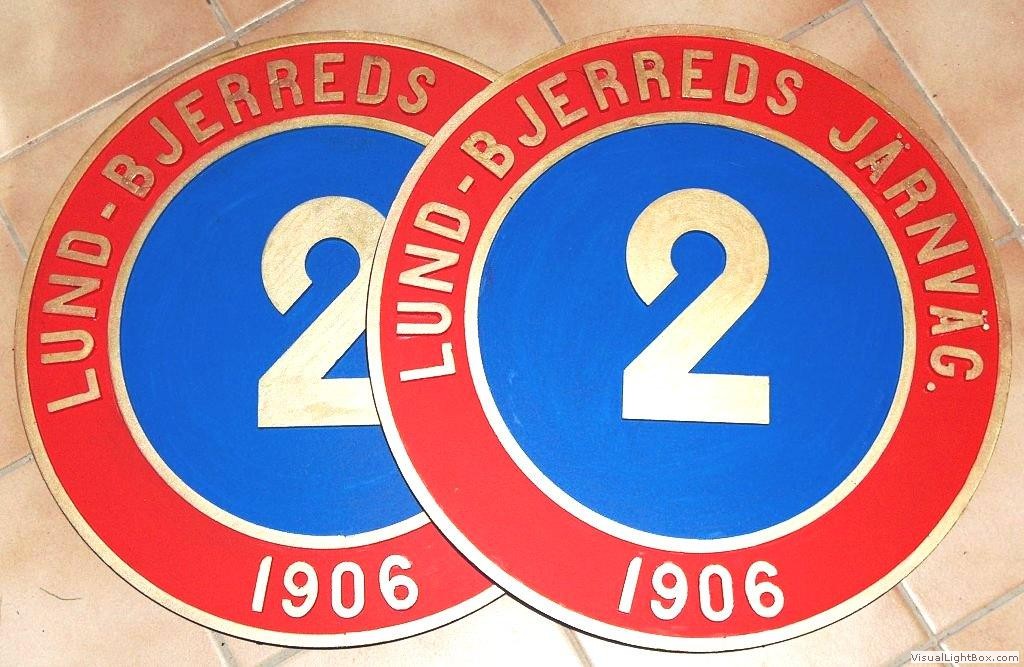 LUND-BJERREDS
2
1906
LUND-BJERREDS JÄRNVÄG.
2
1906
VisualLightBox.com